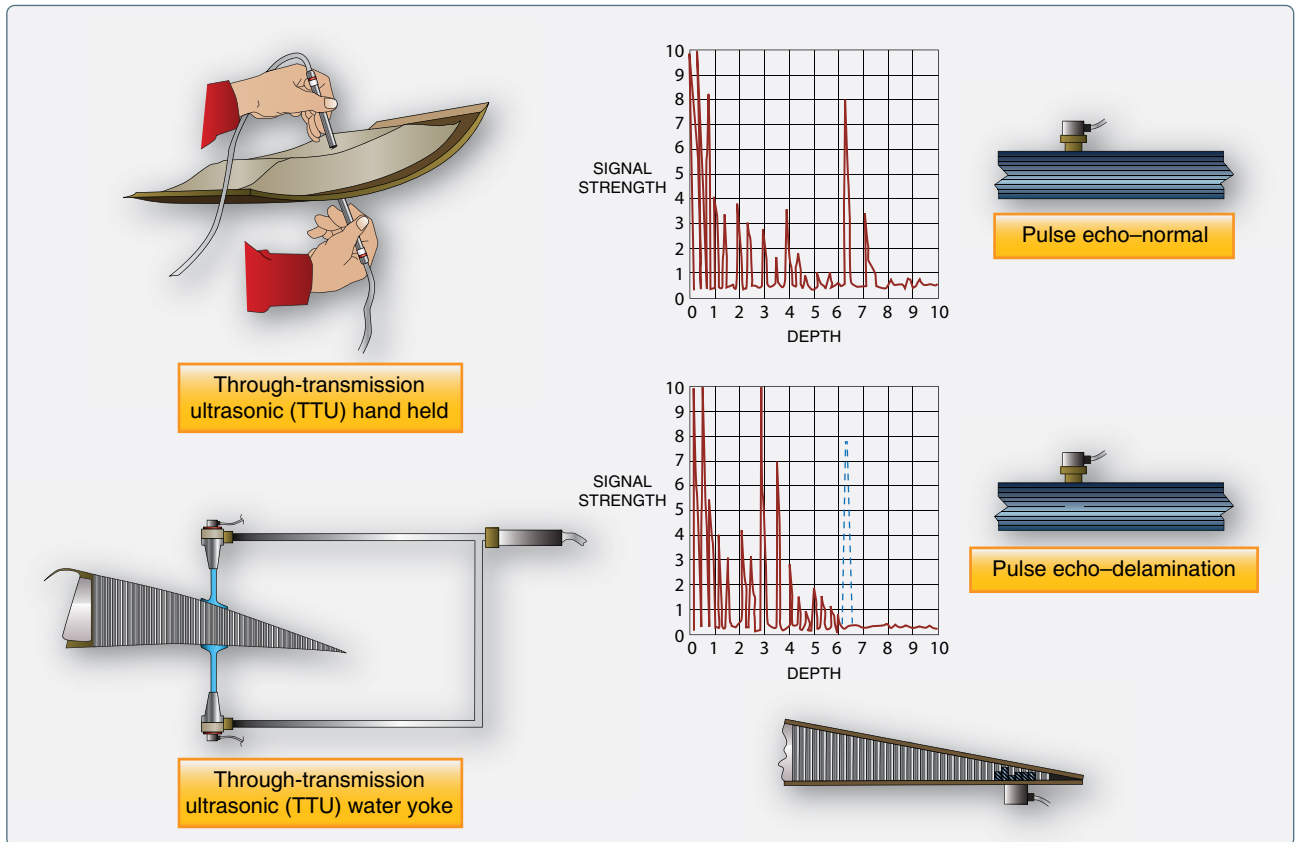 Through-transmission
ultrasonic (TTU) hand held
Through-transmission
ultrasonic (TTU) water yoke
SIGNAL
STRENGTH
10
9
8
7
6
5
4
3
2
1
0
0 1 2 3 4 5 6 7 8 9 10
DEPTH
Pulse echo–normal
SIGNAL
STRENGTH
10
9
8
7
6
5
4
3
2
1
0
0 1 2 3 4 5 6 7 8 9 10
DEPTH
Pulse echo–delamination